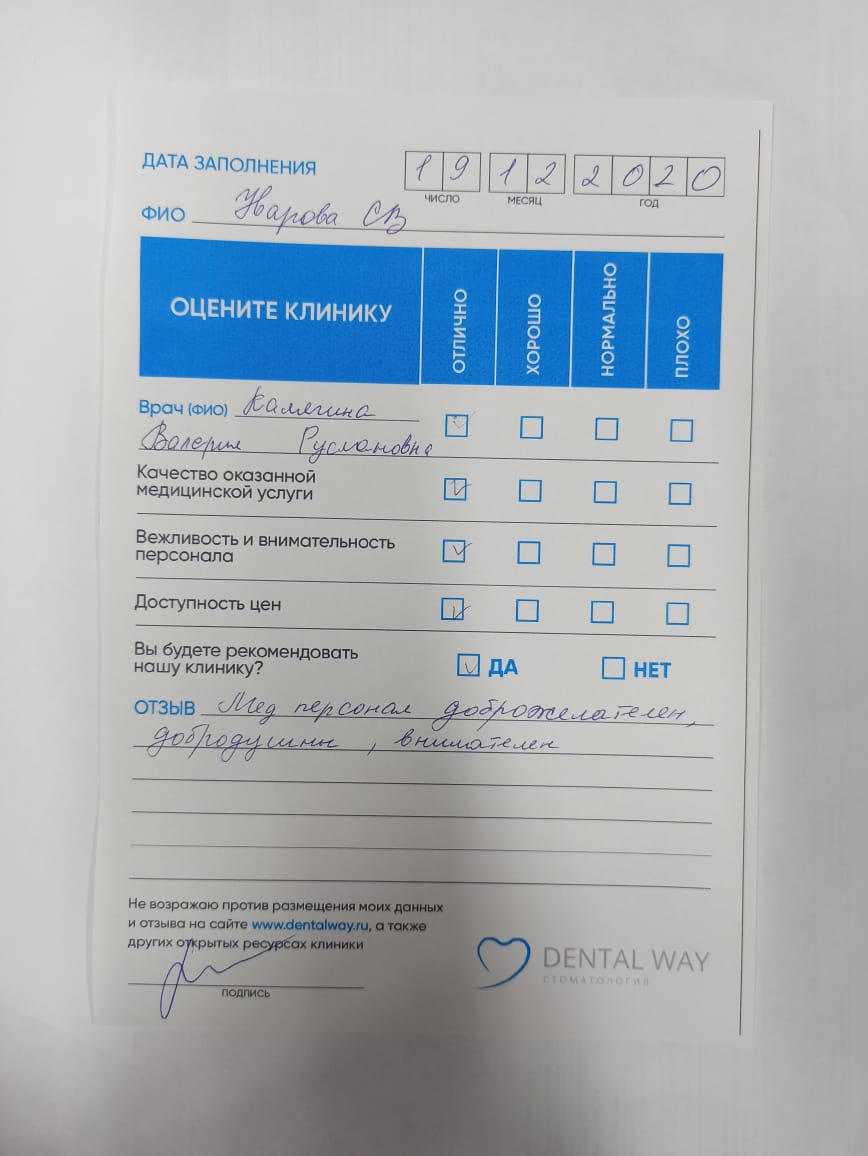 ДАТА ЗАПОЛНЕНИЯ 19 12 2020
ЧИСЛО МЕСЯЦ ГОД
ФИО СВ
ОЦЕНИТЕ КЛИНИКУ ОТЛИЧНО ХОРОШО НОРМАЛЬНО ПЛОХО
Врач (ФИО) Калягина
Валерия Руслановна
Качество оказанной
медицинской услуги
Вежливость и внимательность
персонала
Доступность цен
Вы будете рекомендовать
нашу клинику? ДА НЕТ
ОТЗЫВ Мед персонал доброжелателен,
добродушны, внимателен
Не возражаю против размещения моих данных
и отзыва на сайте www.dentalway.ru, а также
других открытых ресурсах клиники
ПОДПИСЬ
DENTAL WAY
СТОМАТОЛОГИЯ